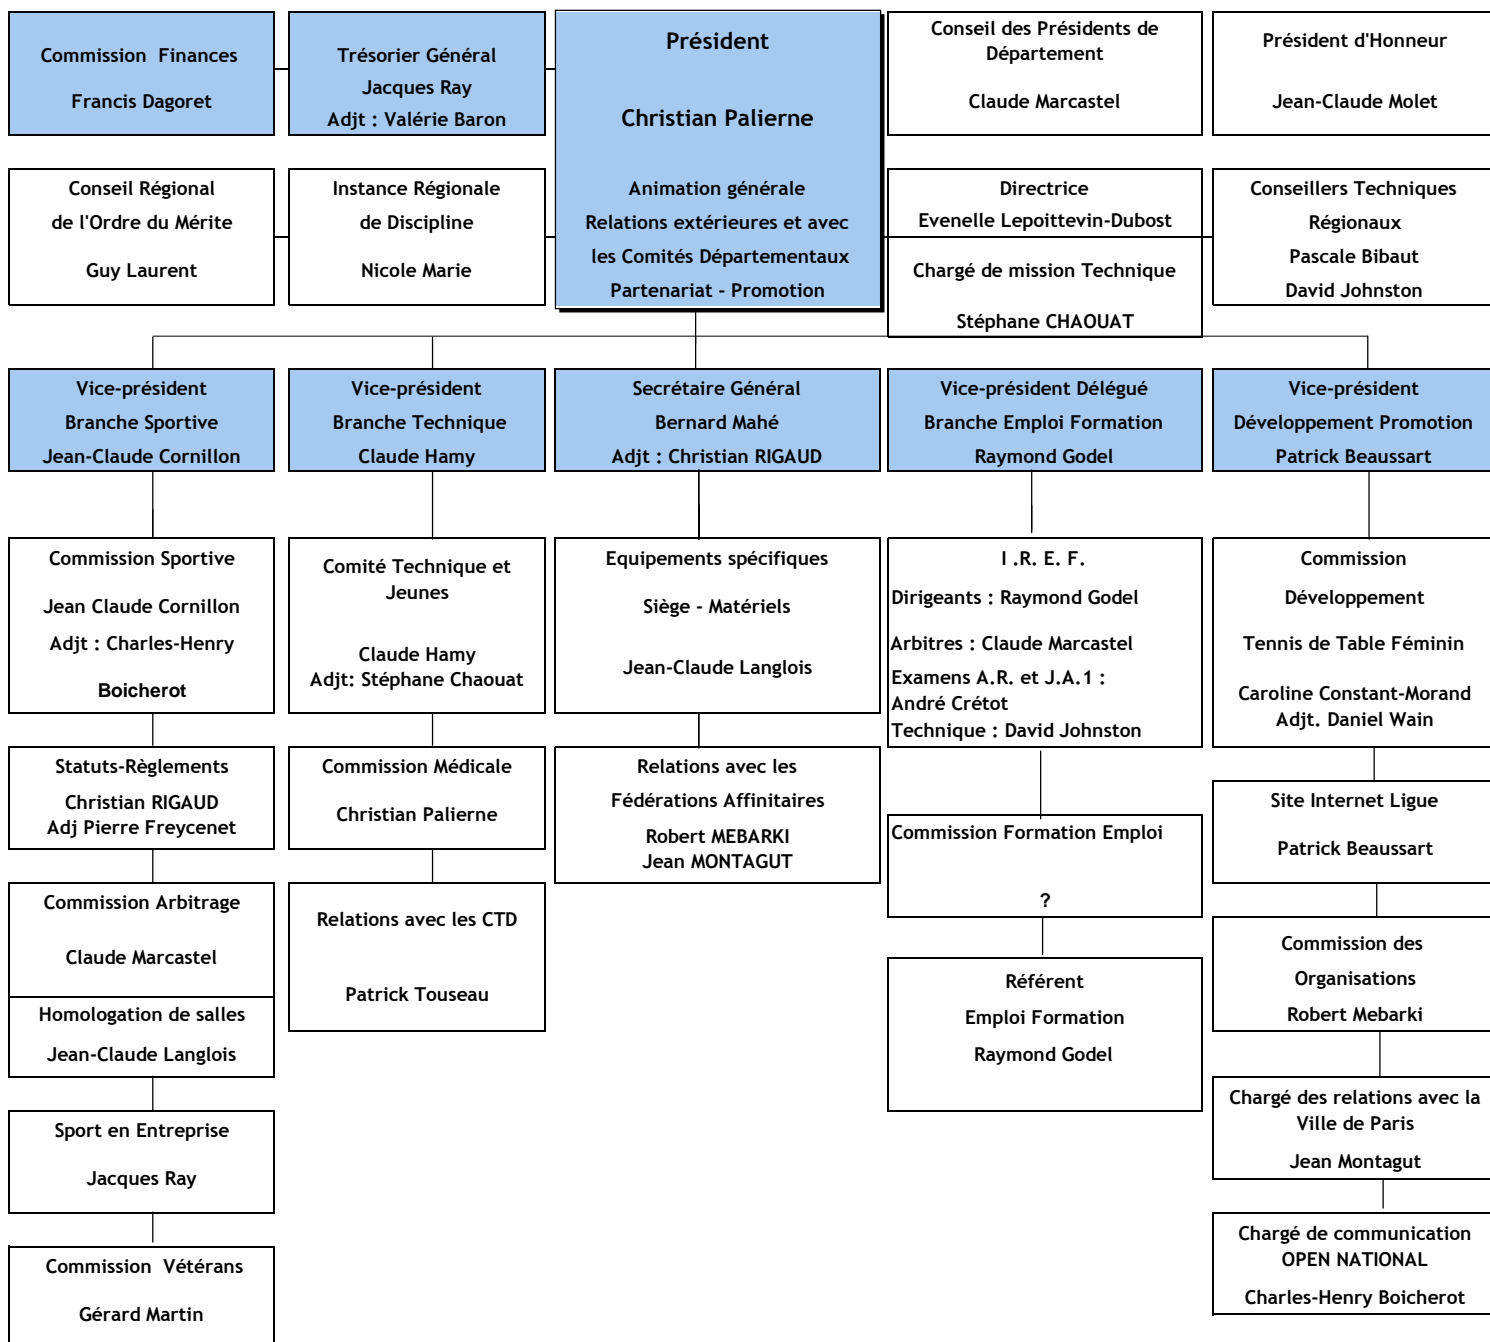 Commission  Finances
Francis Dagoret
Trésorier Général
Jacques Ray
Adjt : Valérie Baron
Président
Christian Palierne
Animation générale
Relations extérieures et avec
les Comités Départementaux
Partenariat - Promotion
Conseil des Présidents de
Département
Claude Marcastel
Président d'Honneur
Jean-Claude Molet
Conseil Régional
de l'Ordre du Mérite
Guy Laurent
Instance Régionale
de Discipline
Nicole Marie
Directrice
Evenelle Lepoittevin-Dubost
Chargé de mission Technique
Stéphane CHAOUAT
Conseillers Techniques
Régionaux
Pascale Bibaut
David Johnston
Vice-président
Branche Sportive
Jean-Claude Cornillon
Vice-président
Branche Technique
Claude Hamy
Secrétaire Général
Bernard Mahé
Adjt : Christian RIGAUD
Vice-président Délégué
Branche Emploi Formation
Raymond Godel
Vice-président
Développement Promotion
Patrick Beaussart
Commission Sportive
Jean Claude Cornillon
Adjt : Charles-Henry
Boicherot
Statuts-Règlements
Christian RIGAUD
Adj Pierre Freycenet
Commission Arbitrage
Claude Marcastel
Homologation de salles
Jean-Claude Langlois
Sport en Entreprise
Jacques Ray
Commission  Vétérans
Gérard Martin
Comité Technique et
Jeunes
Claude Hamy
Adjt: Stéphane Chaouat
Commission Médicale
Christian Palierne
Relations avec les CTD
Patrick Touseau
Equipements spécifiques
Siège - Matériels
Jean-Claude Langlois
Relations avec les
Fédérations Affinitaires
Robert MEBARKI
Jean MONTAGUT
I .R. E. F.
Dirigeants : Raymond Godel
Arbitres : Claude Marcastel
Examens A.R. et J.A.1 :
André Crétot
Technique : David Johnston
Commission Formation Emploi
?
Référent
Emploi Formation
Raymond Godel
Commission
Développement
Tennis de Table Féminin
Caroline Constant-Morand
Adjt. Daniel Wain
Site Internet Ligue
Patrick Beaussart
Commission des
Organisations
Robert Mebarki
Chargé des relations avec la
Ville de Paris
Jean Montagut
Chargé de communication
OPEN NATIONAL
Charles-Henry Boicherot